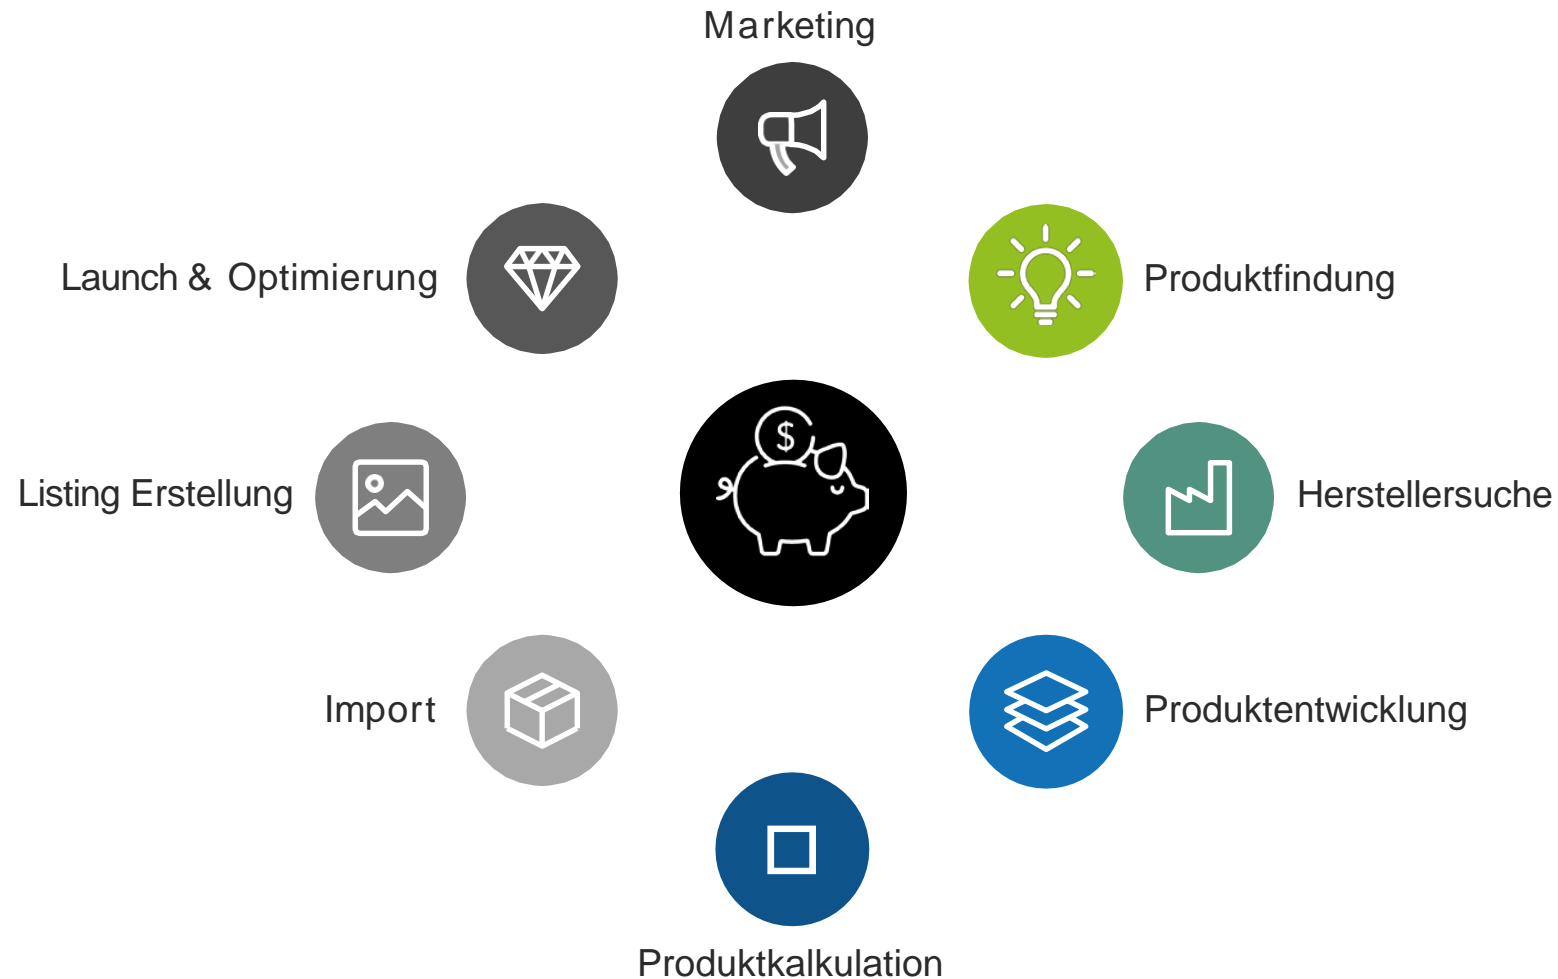 Marketing
Launch & Optimierung
Produktfindung
$
Listing Erstellung
Herstellersuche
Import
Produktentwicklung
Produktkalkulation